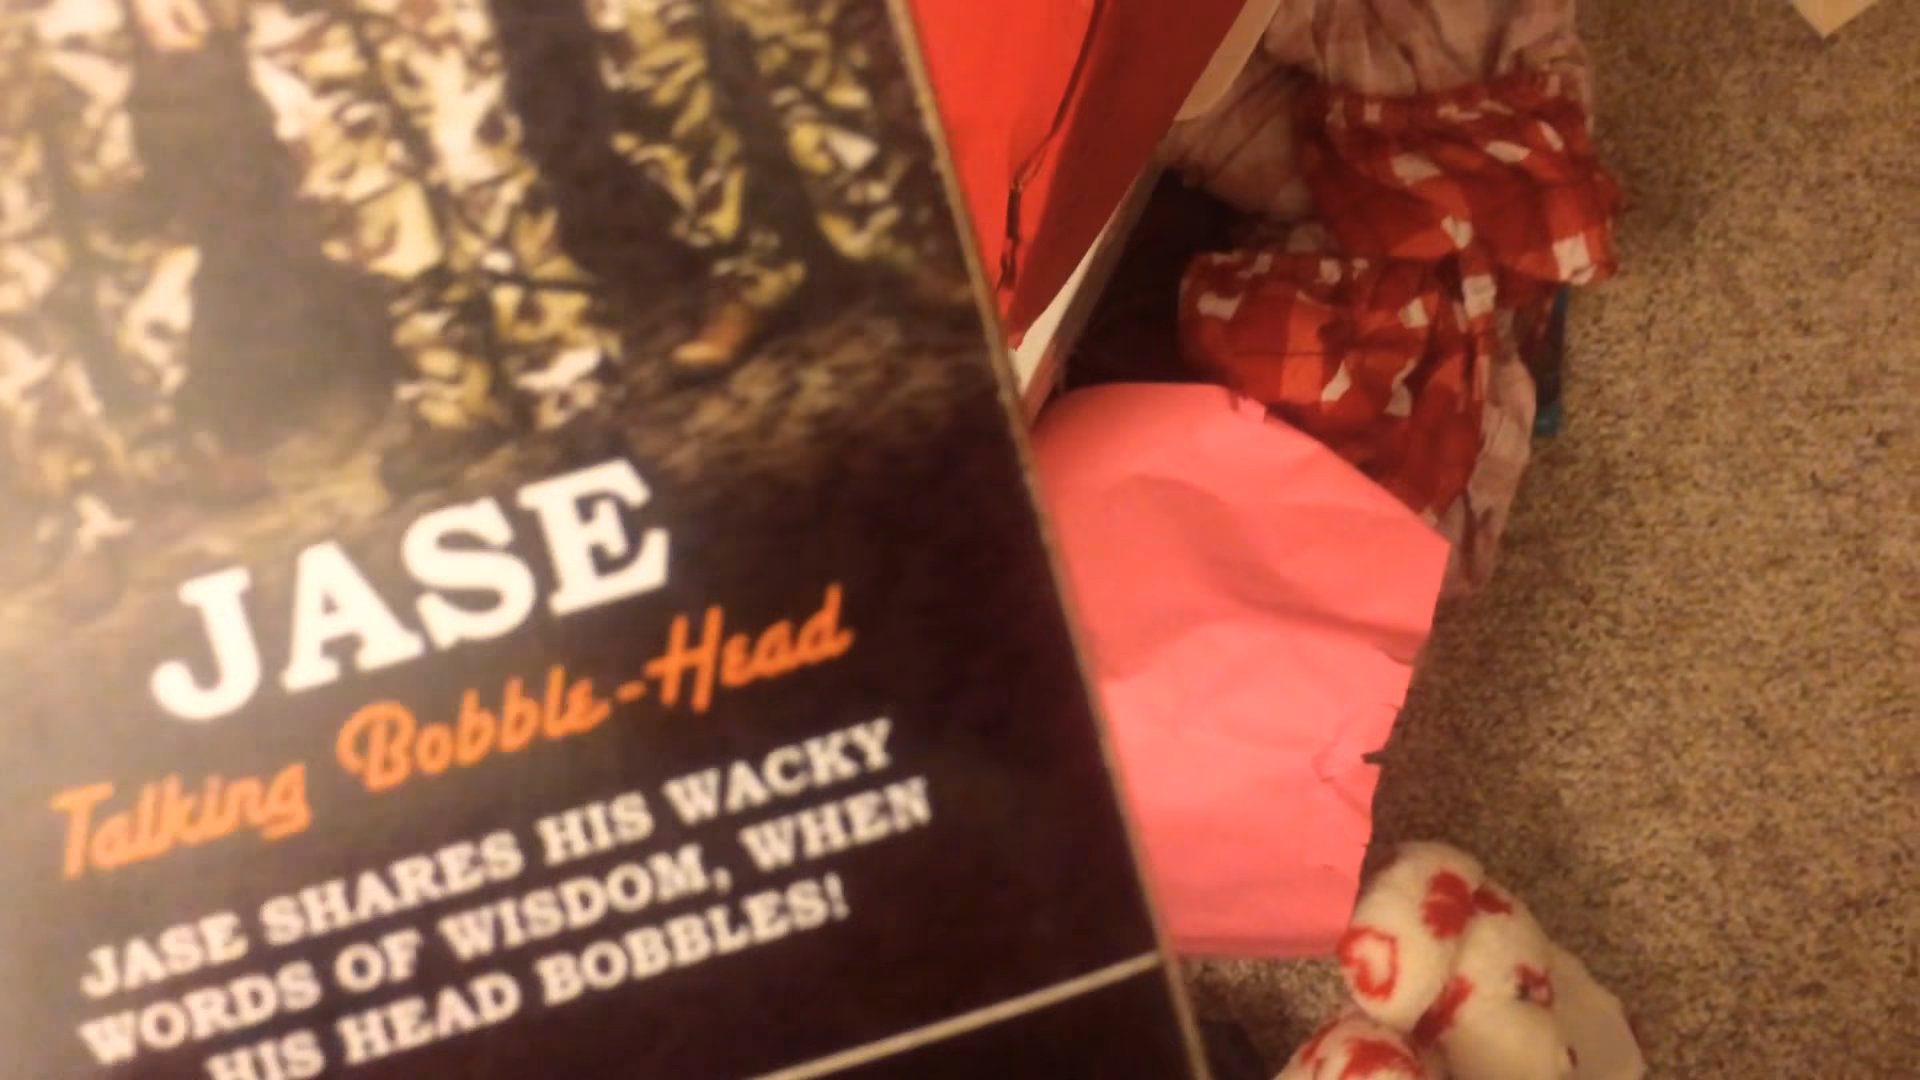 JASE
Talking Bobble-Head
JASE SHARES HIS WACKY
WORDS OF WISDOM, WHEN
HIS HEAD BOBBLES!